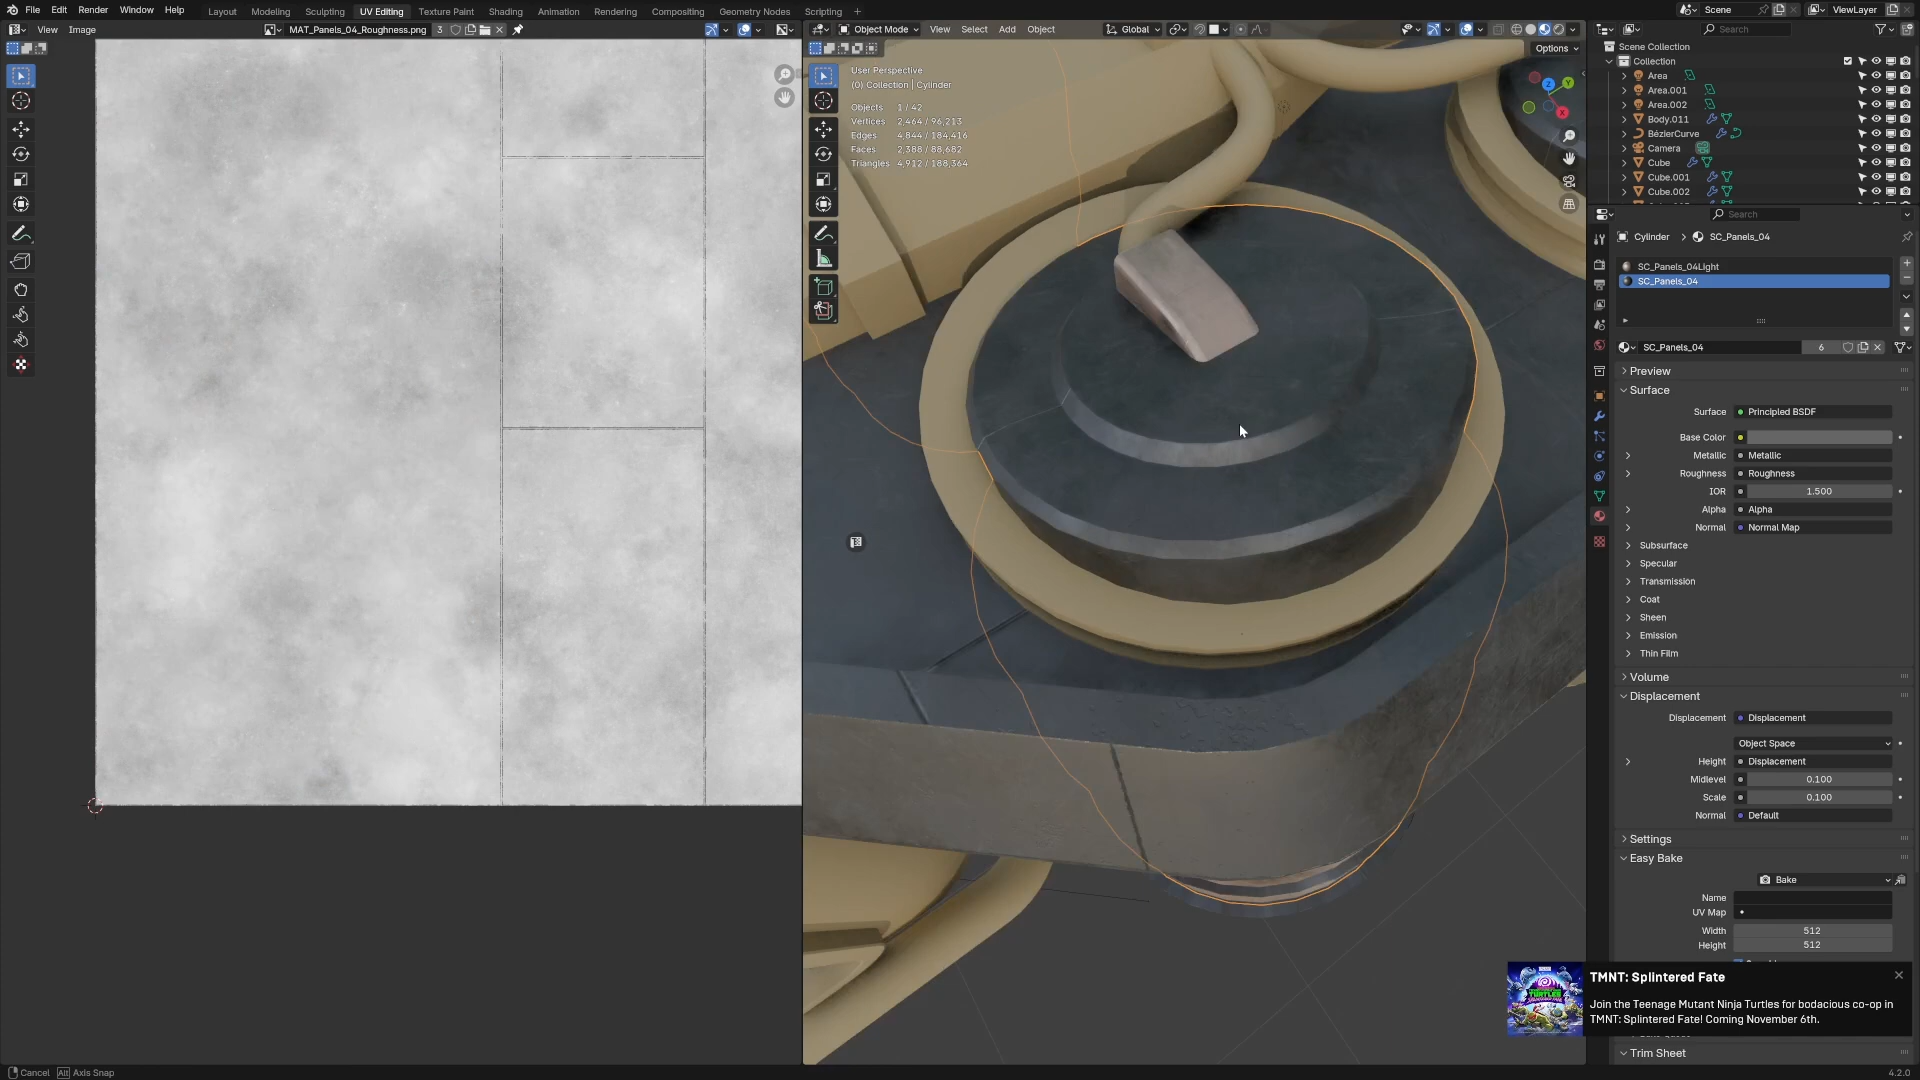 File Edit Render Window Help Layout Modeling Sculpting UV Editing Texture Paint Shading Animation Rendering Compositing Geometry Nodes Scripting + Scene ViewLayer
View Image MAT_Panels_04_Roughness.png 3
Object Mode View Select Add Object Global
Options
User Perspective
(0) Collection | Cylinder
Objects 1 / 42
Vertices 2,464 / 96,213
Edges 4,844 / 184,416
Faces 2,388 / 88,682
Triangles 4,912 / 188,364
Z
Y
X
Search
Scene Collection
Collection
Area
Area.001
Area.002
Body.011
BézierCurve
Camera
Cube
Cube.001
Cube.002
Search
Cylinder > SC_Panels_04
SC_Panels_04Light
SC_Panels_04
SC_Panels_04 6
Preview
Surface
Surface Principled BSDF
Base Color
Metallic Metallic
Roughness Roughness
IOR 1.500
Alpha Alpha
Normal Normal Map
Subsurface
Specular
Transmission
Coat
Sheen
Emission
Thin Film
Volume
Displacement
Displacement Displacement
Object Space
Height Displacement
Midlevel 0.100
Scale 0.100
Normal Default
Settings
Easy Bake
Bake
Name
UV Map
Width 512
Height 512
TMNT: Splintered Fate
Join the Teenage Mutant Ninja Turtles for bodacious co-op in
TMNT: Splintered Fate! Coming November 6th.
Trim Sheet
Cancel Alt Axis Snap
4.2.0